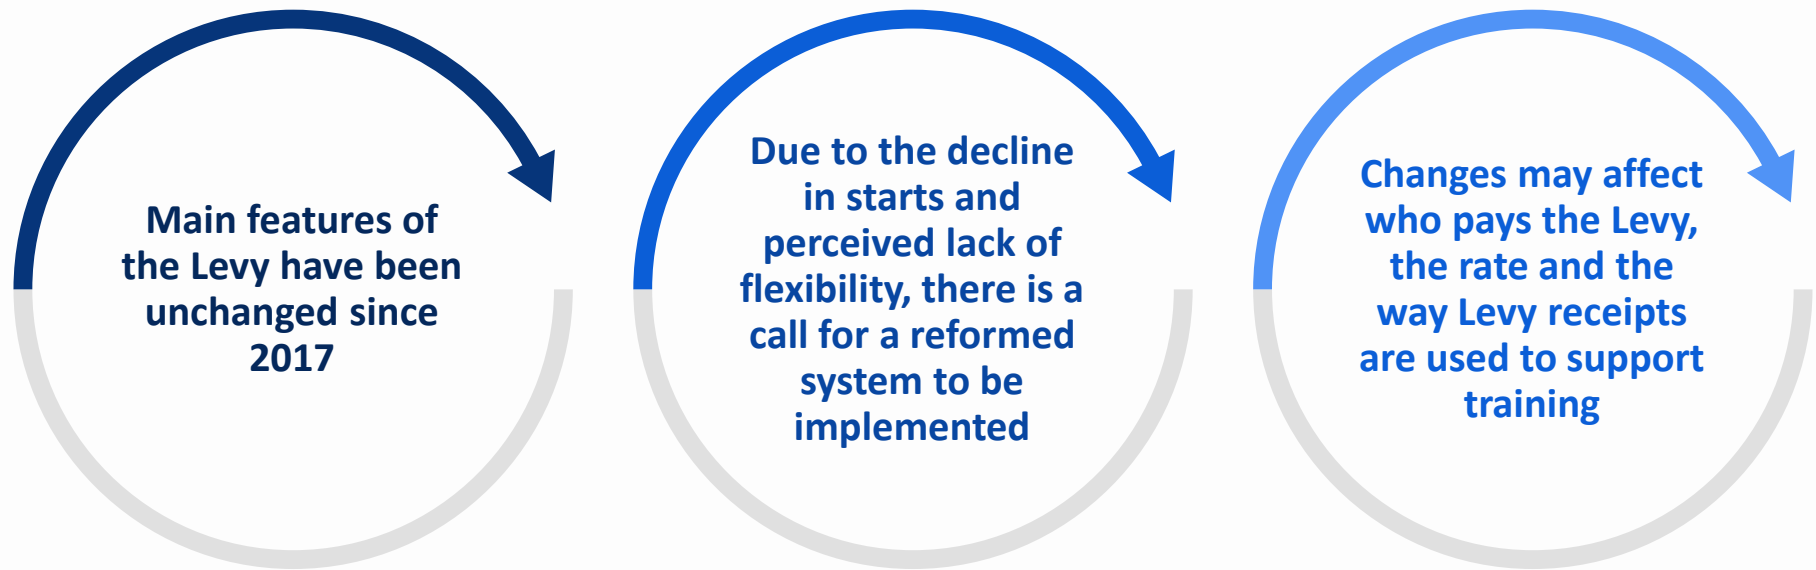 Main features of
the Levy have been
unchanged since
2017
Due to the decline
in starts and
perceived lack of
flexibility, there is a
call for a reformed
system to be
implemented
Changes may affect
who pays the Levy,
the rate and the
way Levy receipts
are used to support
training